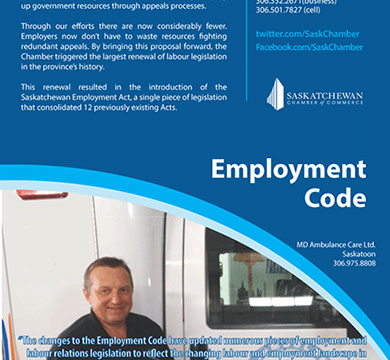 up government resources through appeals processes.
Through our efforts there are now considerably fewer.
Employers now don't have to waste resources fighting
redundant appeals. By bringing this proposal forward, the
Chamber triggered the largest renewal of labour legislation
in the province's history.
This renewal resulted in the introduction of the
Saskatchewan Employment Act, a single piece of legislation
that consolidated 12 previously existing Acts.
306.352.2671(business)
306.501.7827 (cell)
twitter.com/SaskChamber
Facebook.com/SaskChamber
SASKATCHEWAN
CHAMBER of COMMERCE
Employment
Code
MD Ambulance Care Ltd.
Saskatoon
306.975.8808
"The changes to the Employment Code have updated numerous pieces of employment and
labour relations legislation to reflect the changing labour and employment landscape in